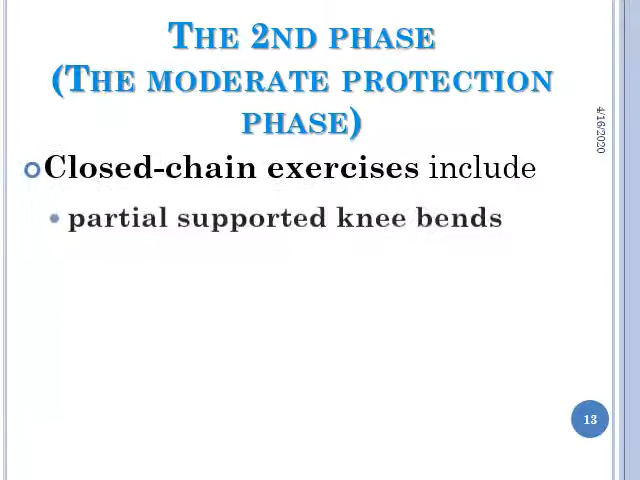 THE 2ND PHASE
(THE MODERATE PROTECTION
PHASE)
4/16/2020
Closed-chain exercises include
partial supported knee bends
13